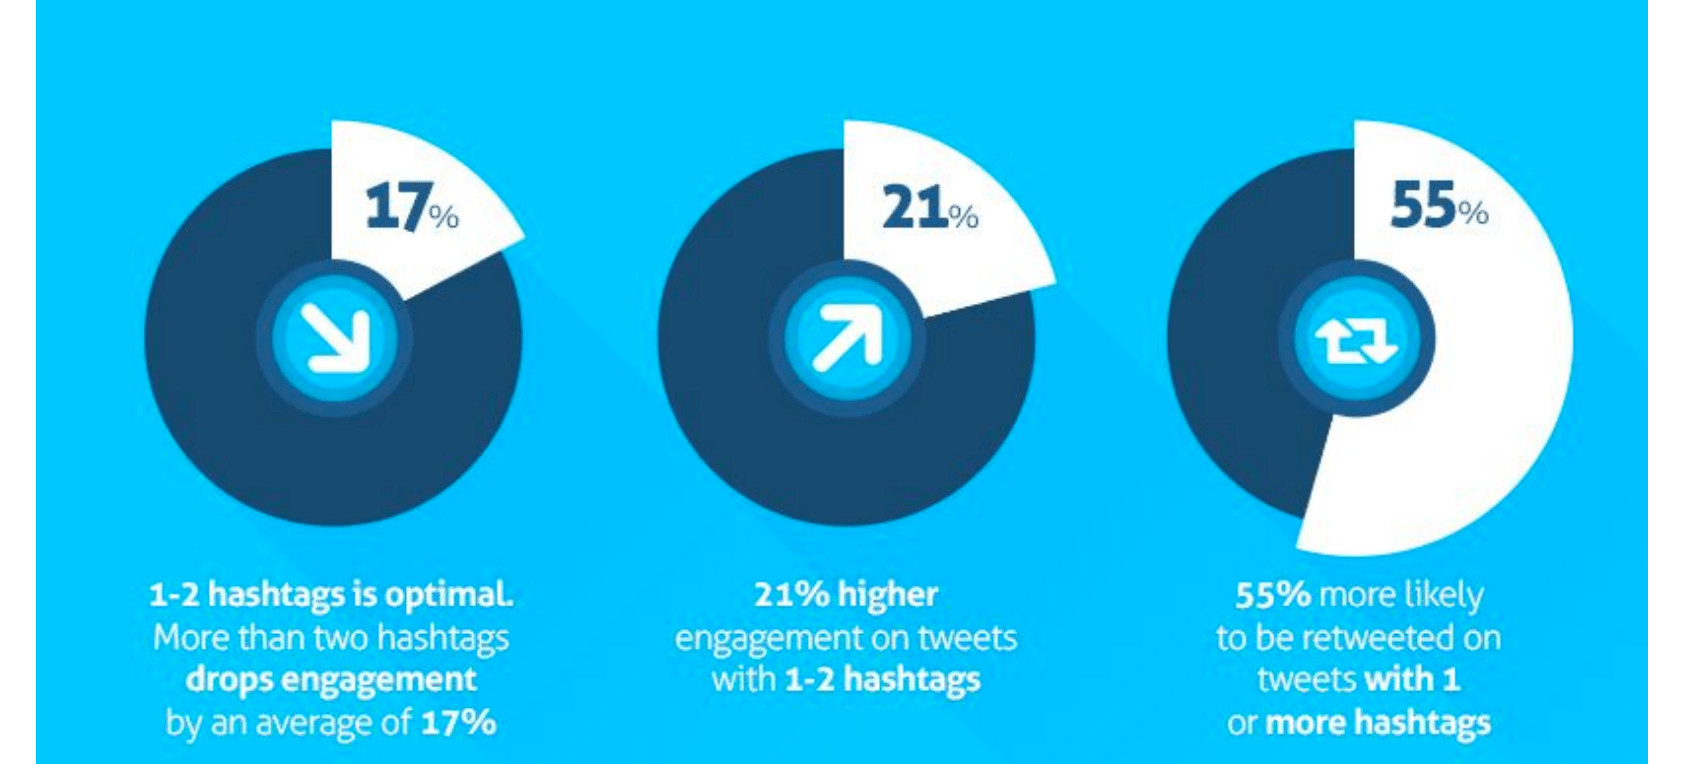 17%
21%
55%
1-2 hashtags is optimal.
More than two hashtags
drops engagement
by an average of 17%
21% higher
engagement on tweets
with 1-2 hashtags
55% more likely
to be retweeted on
tweets with 1
or more hashtags